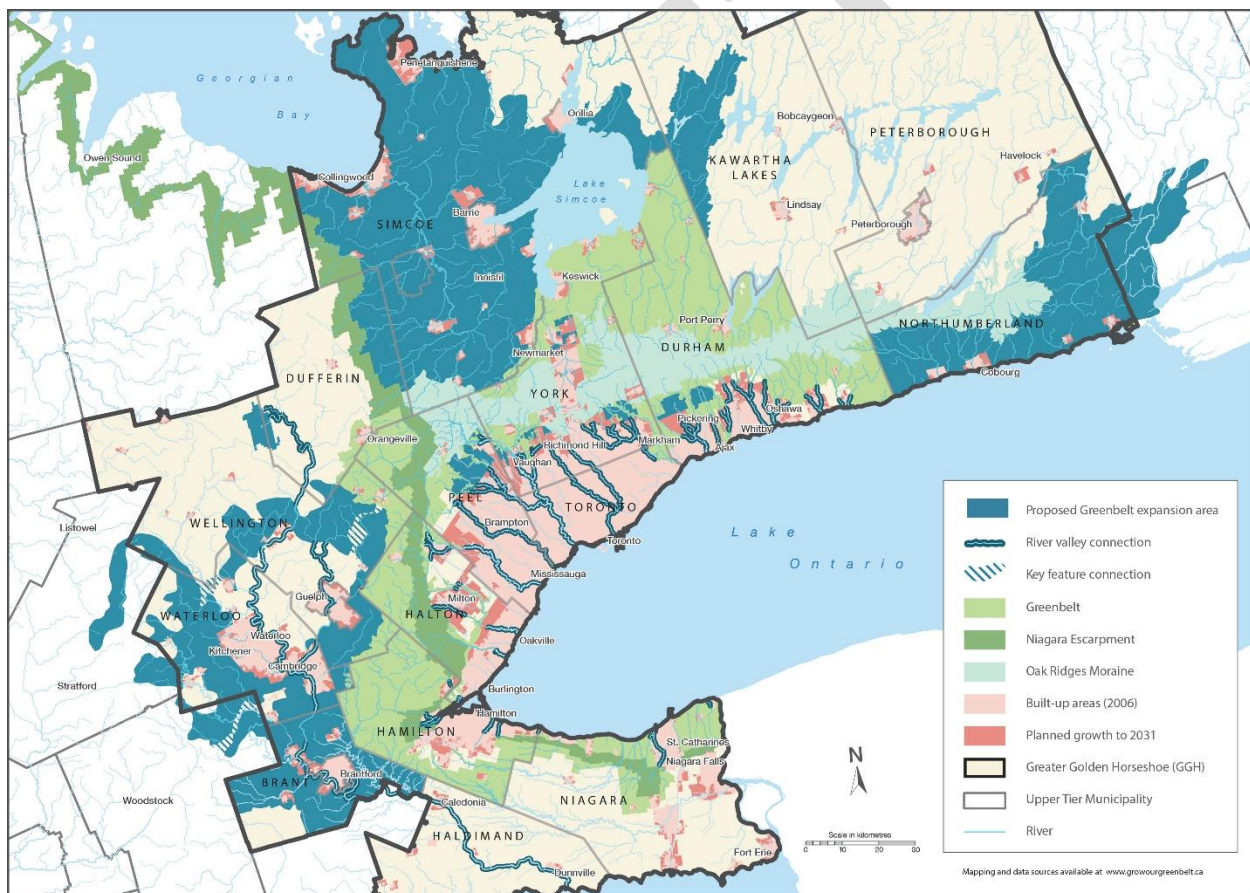 Georgian
Bay
Penetanguishene
Orillia
Bobcaygeon
PETERBOROUGH
Owen Sound
KAWARTHA
LAKES
Havelock
Collingwood
Lake
Simcoe
SIMCOE
Barrie
Lindsay
Peterborough
Innisfil
Keswick
Port Perry
NORTHUMBERLAND
DURHAM
Newmarket
DUFFERIN
Cobourg
YORK
Pickering
Oshawa
Orangeville
Whitby
Richmond Hill
Markham
Ajax
Vaughan
PEEL
TORONTO
Listowel
WELLINGTON
Brampton
Toronto
Lake
Ontario
Mississauga
Guelph
Milton
WATERLOO
HALTON
Waterloo
Oakville
Kitchener
Cambridge
Stratford
Burlington
Hamilton
HAMILTON
St. Catharines
Niagara Falls
BRANT
Brantford
Woodstock
Caledonia
NIAGARA
HALDIMAND
Fort Erie
Dunnville
Proposed Greenbelt expansion area
River valley connection
Key feature connection
Greenbelt
Niagara Escarpment
Oak Ridges Moraine
Built-up areas (2006)
Planned growth to 2031
Greater Golden Horseshoe (GGH)
Upper Tier Municipality
River
N
Scale in kilometres
Mapping and data sources available at www.growourgreenbelt.ca